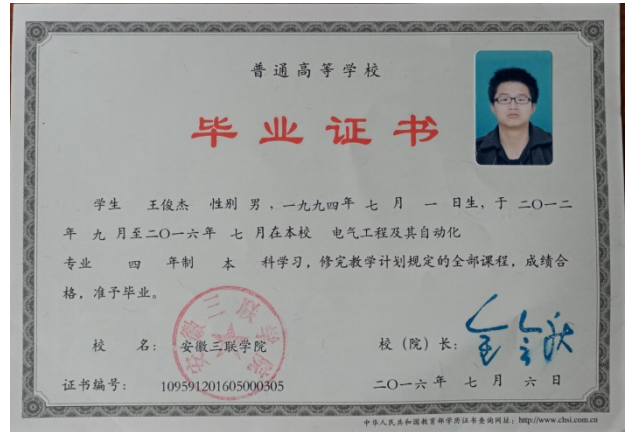 普通高等学校
毕业证书
学生 王俊杰 性别 男，一九九四年 七 月 一 日生，于 二〇一二
年 九 月至二〇一六年 七 月在本校 电气工程及其自动化
专业 四 年制 本 科学习，修完教学计划规定的全部课程，成绩合
格，准予毕业。
安徽三联学院
校 名： 安徽三联学院 校（院）长：
证书编号： 109591201605000305 二〇一六年 七 月 六 日
中华人民共和国教育部学历证书查询网址：http://www.chsi.com.cn